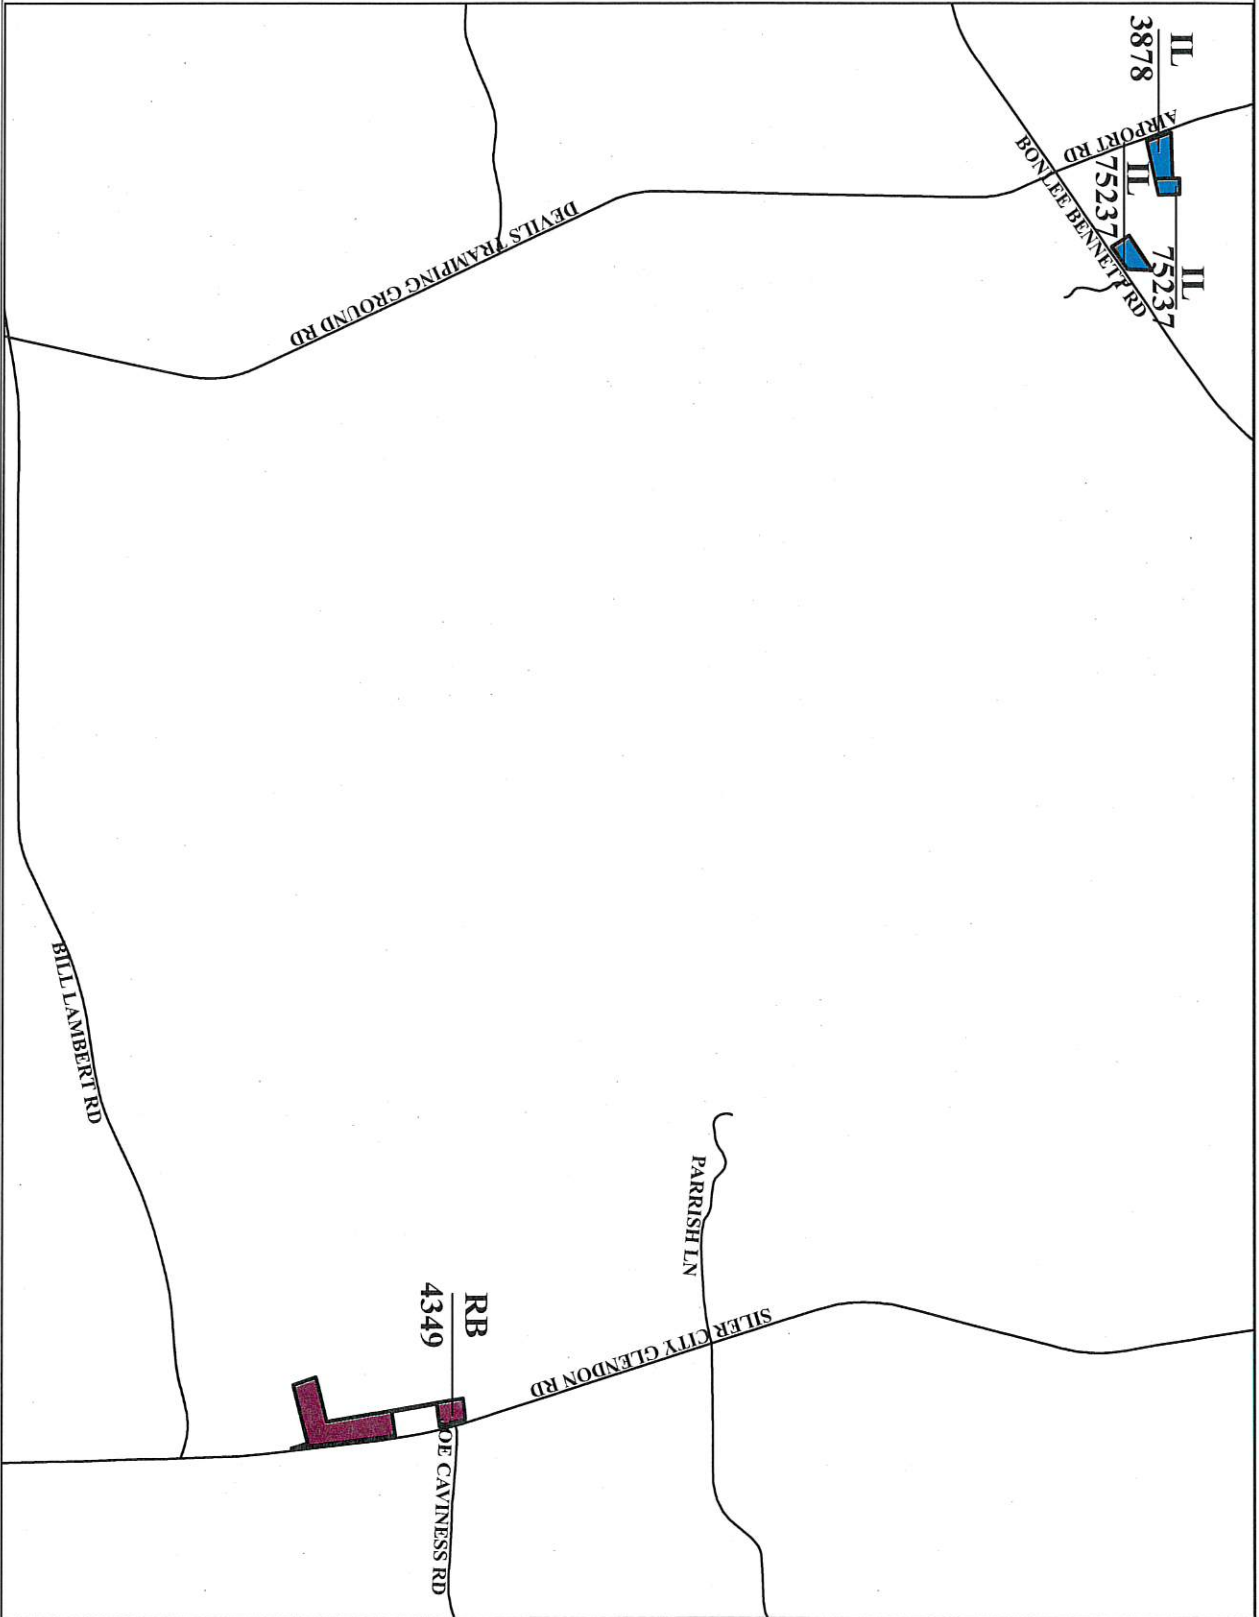 IL
3878
AIRPORT RD
IL
75237
IL
75237
BONLEE BENNETT RD
DEVILS TRAMPING GROUND RD
BILL LAMBERT RD
PARRISH LN
SILER CITY GLENDON RD
RB
4349
OE CAVINESS RD